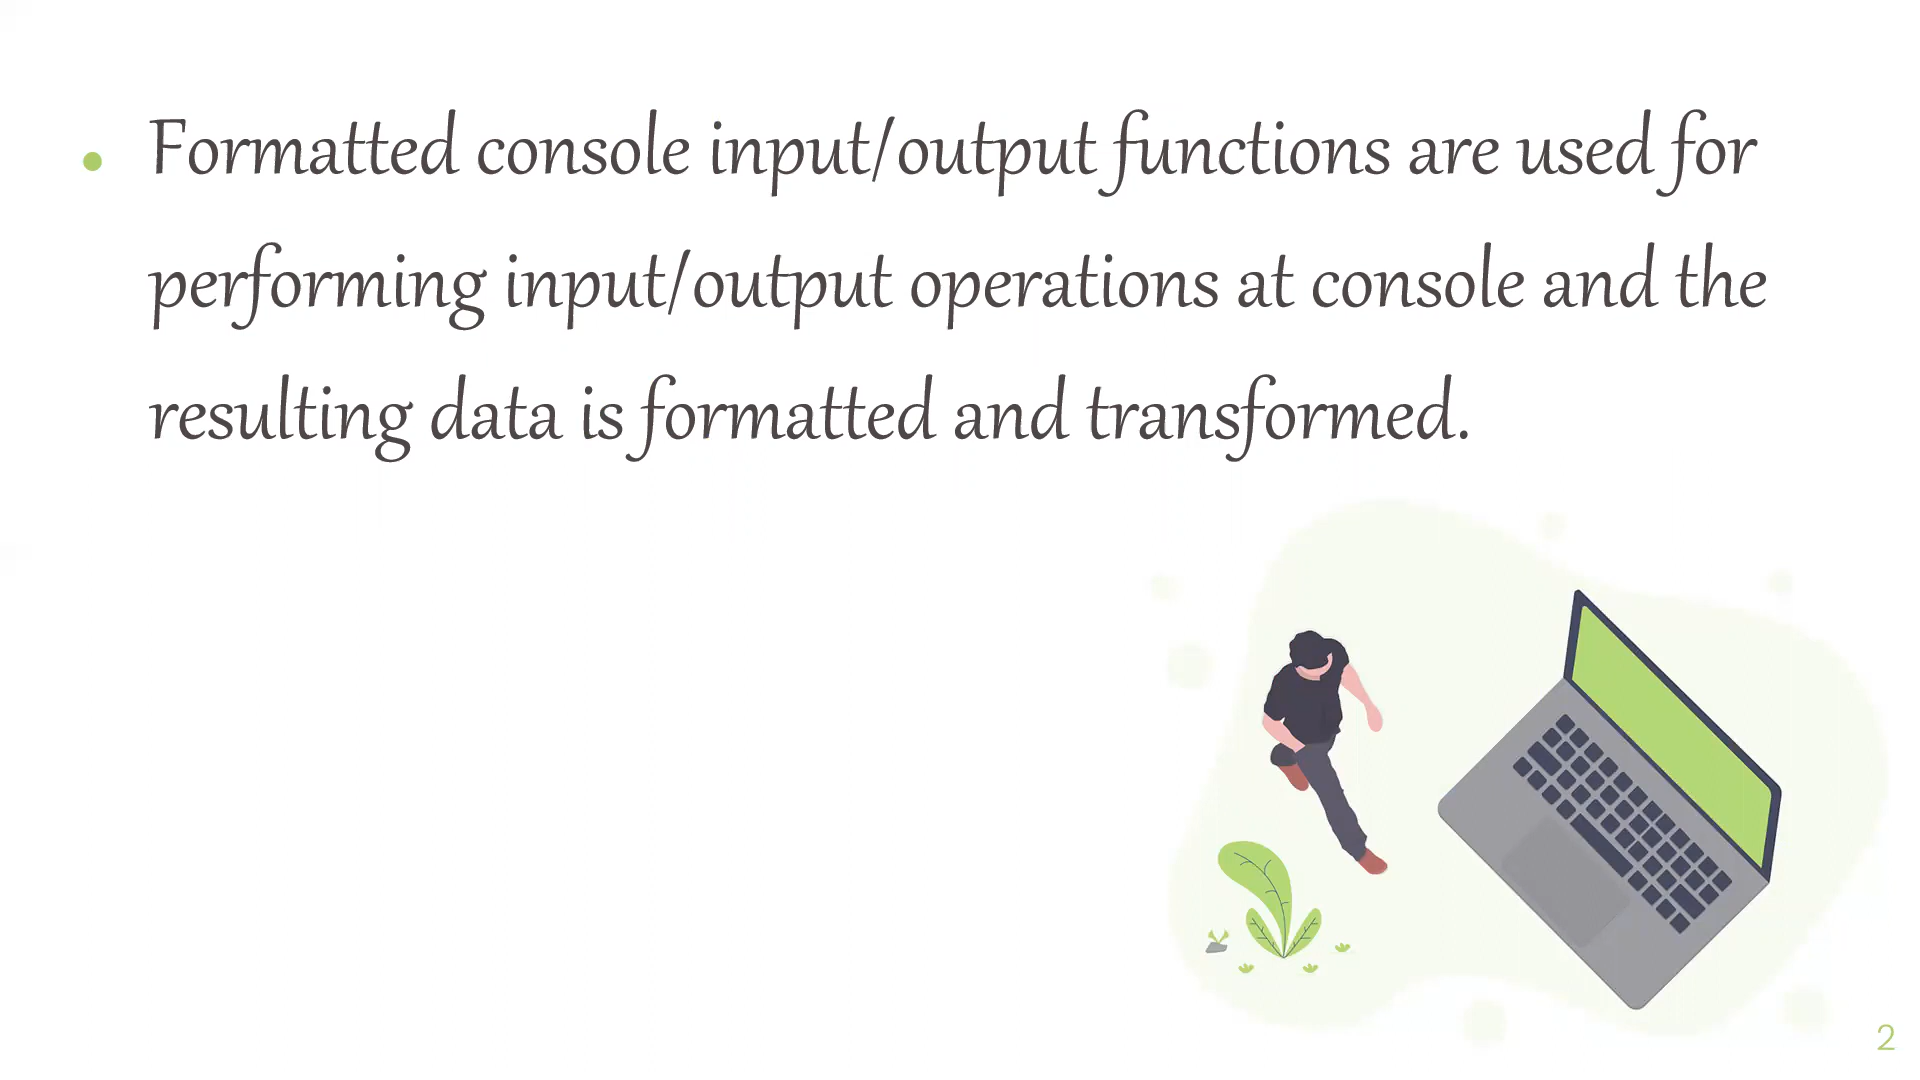 • Formatted console input/output functions are used for
performing input/output operations at console and the
resulting data is formatted and transformed.
2